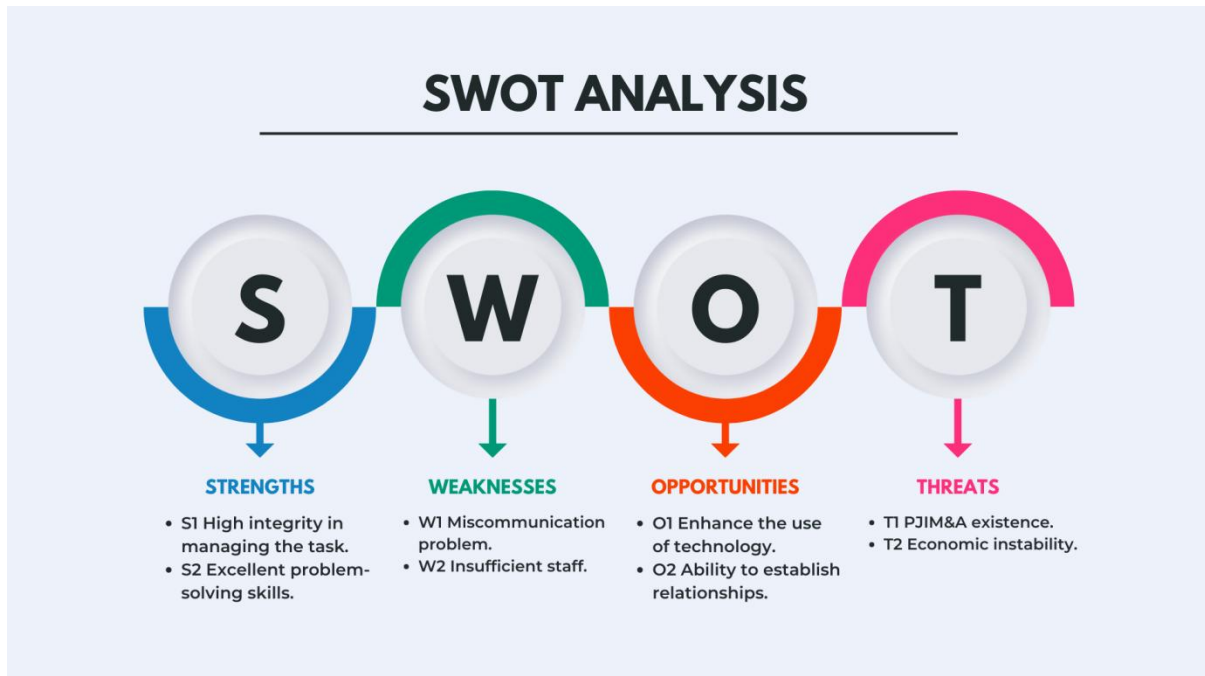 SWOT ANALYSIS
S
W
O
T
STRENGTHS
• S1 High integrity in
managing the task.
• S2 Excellent problem-
solving skills.
WEAKNESSES
• W1 Miscommunication
problem.
• W2 Insufficient staff.
OPPORTUNITIES
• O1 Enhance the use
of technology.
• O2 Ability to establish
relationships.
THREATS
• T1 PJIM&A existence.
• T2 Economic instability.